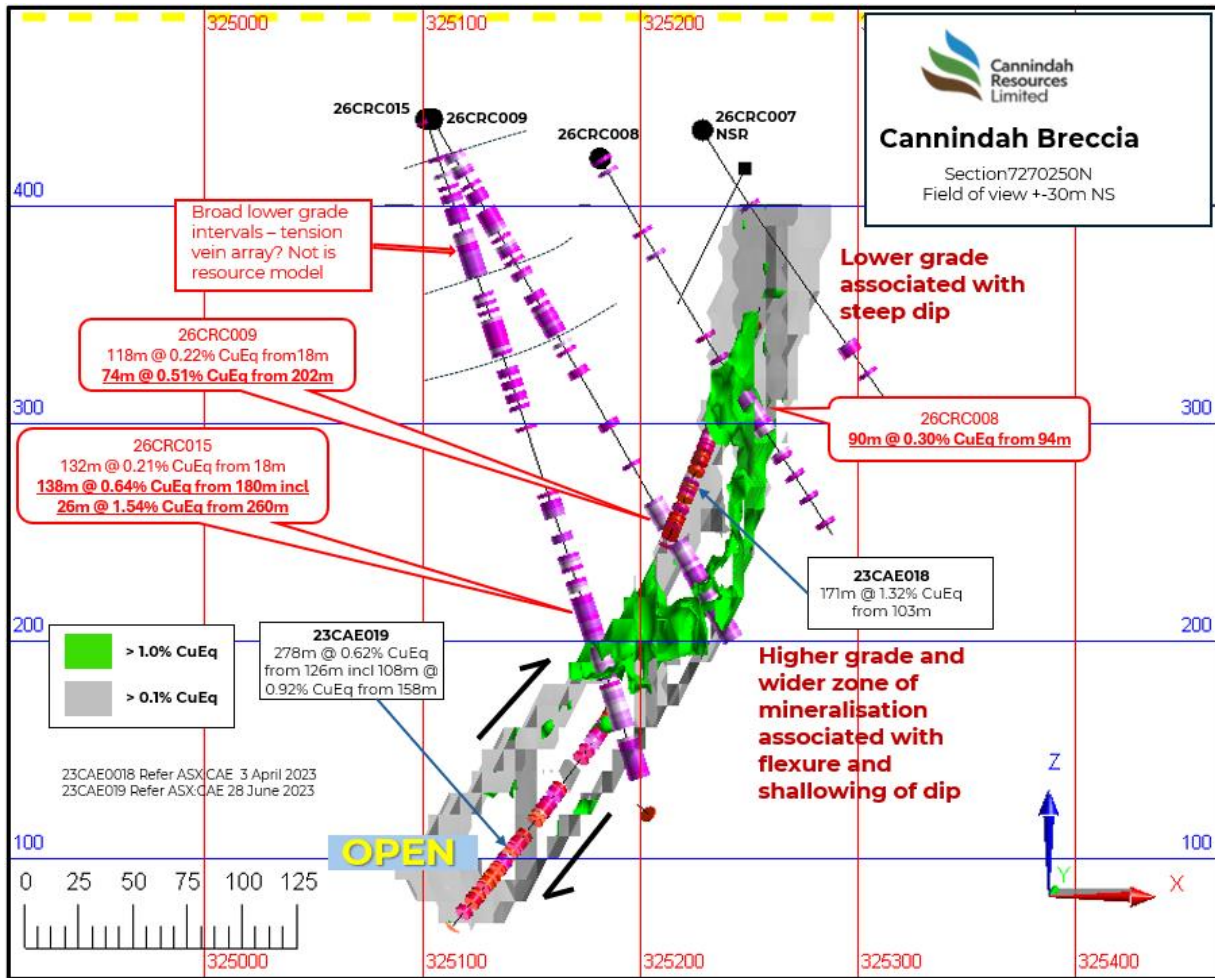 325000
325100
325200
Cannindah
Resources
Limited
Cannindah Breccia
Section7270250N
Field of view +-30m NS
26CRC015
26CRC009
26CRC008
26CRC007
NSR
400
Broad lower grade
intervals – tension
vein array? Not is
resource model
Lower grade
associated with
steep dip
26CRC009
118m @ 0.22% CuEq from18m
74m @ 0.51% CuEq from 202m
300
300
26CRC008
90m @ 0.30% CuEq from 94m
26CRC015
132m @ 0.21% CuEq from 18m
138m @ 0.64% CuEq from 180m incl
26m @ 1.54% CuEq from 260m
23CAE018
171m @ 1.32% CuEq
from 103m
200
200
> 1.0% CuEq
> 0.1% CuEq
23CAE019
278m @ 0.62% CuEq
from 126m incl 108m @
0.92% CuEq from 158m
Higher grade and
wider zone of
mineralisation
associated with
flexure and
shallowing of dip
23CAE0018 Refer ASX:CAE 3 April 2023
23CAE019 Refer ASX:CAE 28 June 2023
Z
Y
X
100
100
OPEN
0 25 50 75 100 125
325000
325100
325200
325300
325400